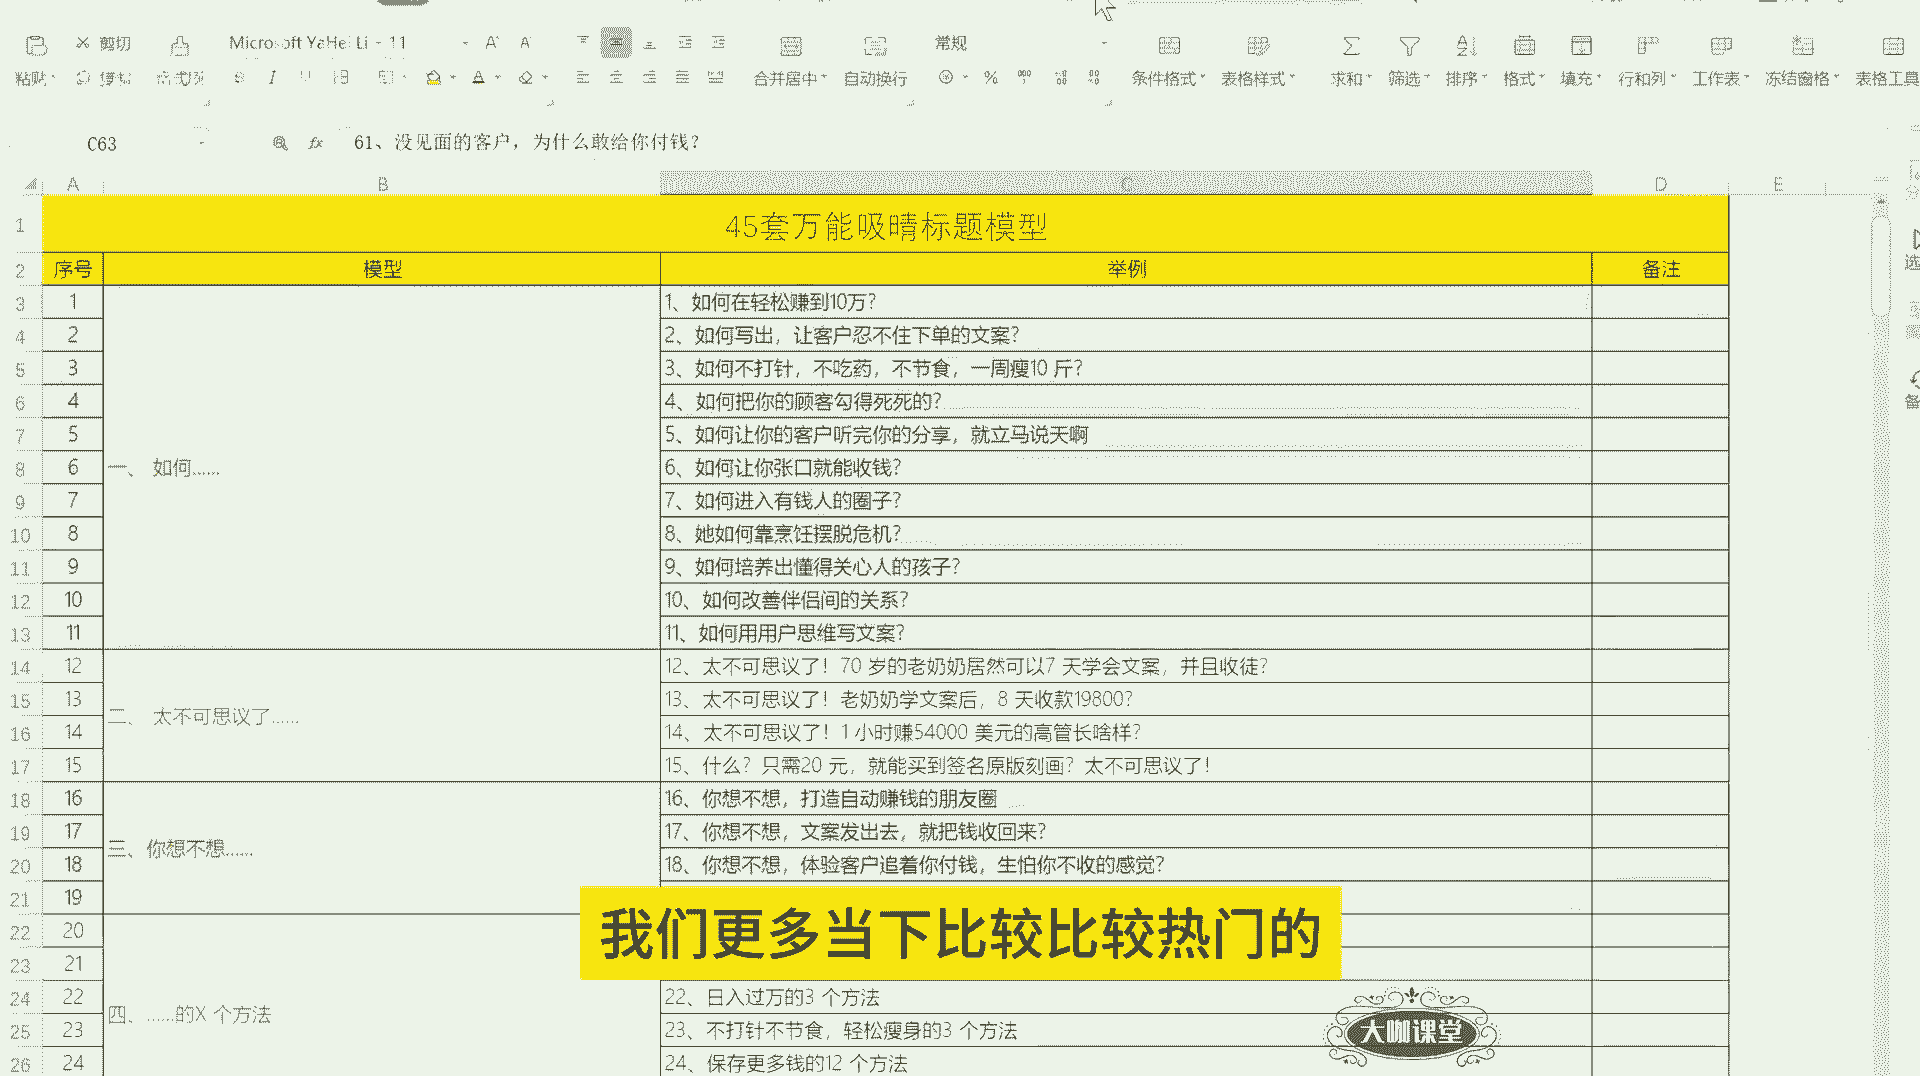 剪切
Microsoft YaHei UI
11
A
A
常规
粘贴
合并居中
自动换行
%
条件格式
表格样式
求和
筛选
排序
格式
填充
行和列
工作表
冻结窗格
表格工具
C63
fx
61、没见面的客户，为什么敢给你付钱？
A
B
C
D
E
1
45套万能吸晴标题模型
2
序号
模型
举例
备注
3
1
1、如何在轻松赚到10万？
4
2
2、如何写出，让客户忍不住下单的文案？
5
3
3、如何不打针，不吃药，不节食，一周瘦10 斤？
6
4
4、如何把你的顾客勾得死死的？
7
5
5、如何让你的客户听完你的分享，就立马说天啊
8
6
一、 如何……
6、如何让你张口就能收钱？
9
7
7、如何进入有钱人的圈子？
10
8
8、她如何靠烹饪摆脱危机？
11
9
9、如何培养出懂得关心人的孩子？
12
10
10、如何改善伴侣间的关系？
13
11
11、如何用用户思维写文案？
14
12
12、太不可思议了！70 岁的老奶奶居然可以7 天学会文案，并且收徒？
15
13
13、太不可思议了！老奶奶学文案后，8 天收款19800？
二、 太不可思议了……
16
14
14、太不可思议了！1 小时赚54000 美元的高管长啥样？
17
15
15、什么？只需20 元，就能买到签名原版刻画？太不可思议了！
18
16
16、你想不想，打造自动赚钱的朋友圈
19
17
17、你想不想，文案发出去，就把钱收回来？
三、你想不想……
20
18
18、你想不想，体验客户追着你付钱，生怕你不收的感觉？
21
19
22
20
我们更多当下比较比较热门的
23
21
24
22
22、日入过万的3 个方法
四、……的X 个方法
25
23
23、不打针不节食，轻松瘦身的3 个方法
大咖课堂
26
24
24、保存更多钱的12 个方法